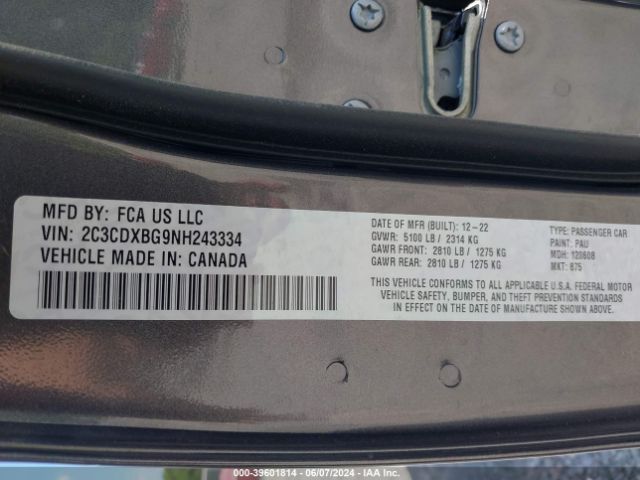 MFD BY: FCA US LLC
VIN: 2C3CDXBG9NH243334
VEHICLE MADE IN: CANADA
DATE OF MFR (BUILT): 12-22
GVWR: 5100 LB / 2314 KG
GAWR FRONT: 2810 LB / 1275 KG
GAWR REAR: 2810 LB / 1275 KG
TYPE: PASSENGER CAR
PAINT: PAU
MDH: 120608
MKT: 875
THIS VEHICLE CONFORMS TO ALL APPLICABLE U.S.A. FEDERAL MOTOR
VEHICLE SAFETY, BUMPER, AND THEFT PREVENTION STANDARDS
IN EFFECT ON THE DATE OF MANUFACTURE SHOWN ABOVE.
000-39601814 - 06/07/2024 - IAA Inc.